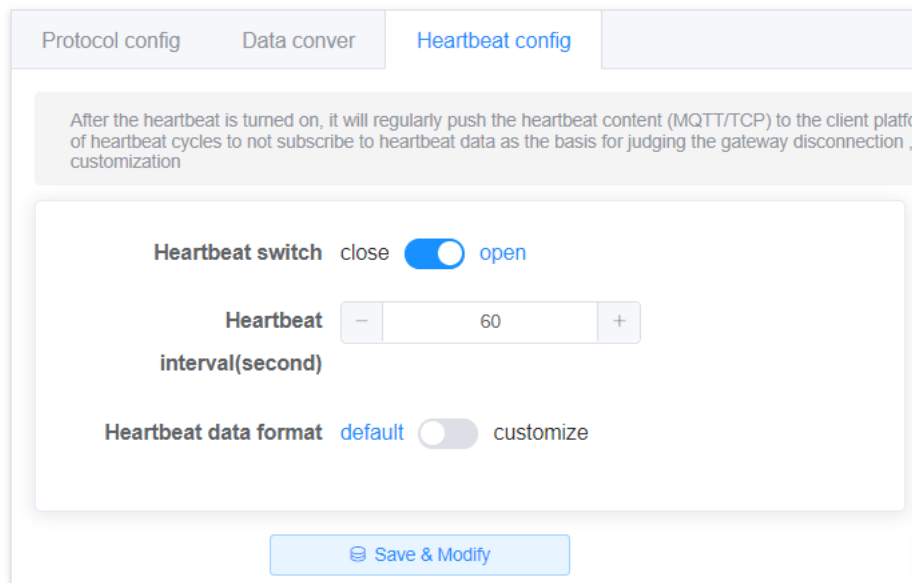 Protocol config Data conver Heartbeat config
After the heartbeat is turned on, it will regularly push the heartbeat content (MQTT/TCP) to the client
of heartbeat cycles to not subscribe to heartbeat data as the basis for judging the gateway disconnection ,
customization
Heartbeat switch close open
Heartbeat − 60 +
interval(second)
Heartbeat data format default customize
Save & Modify